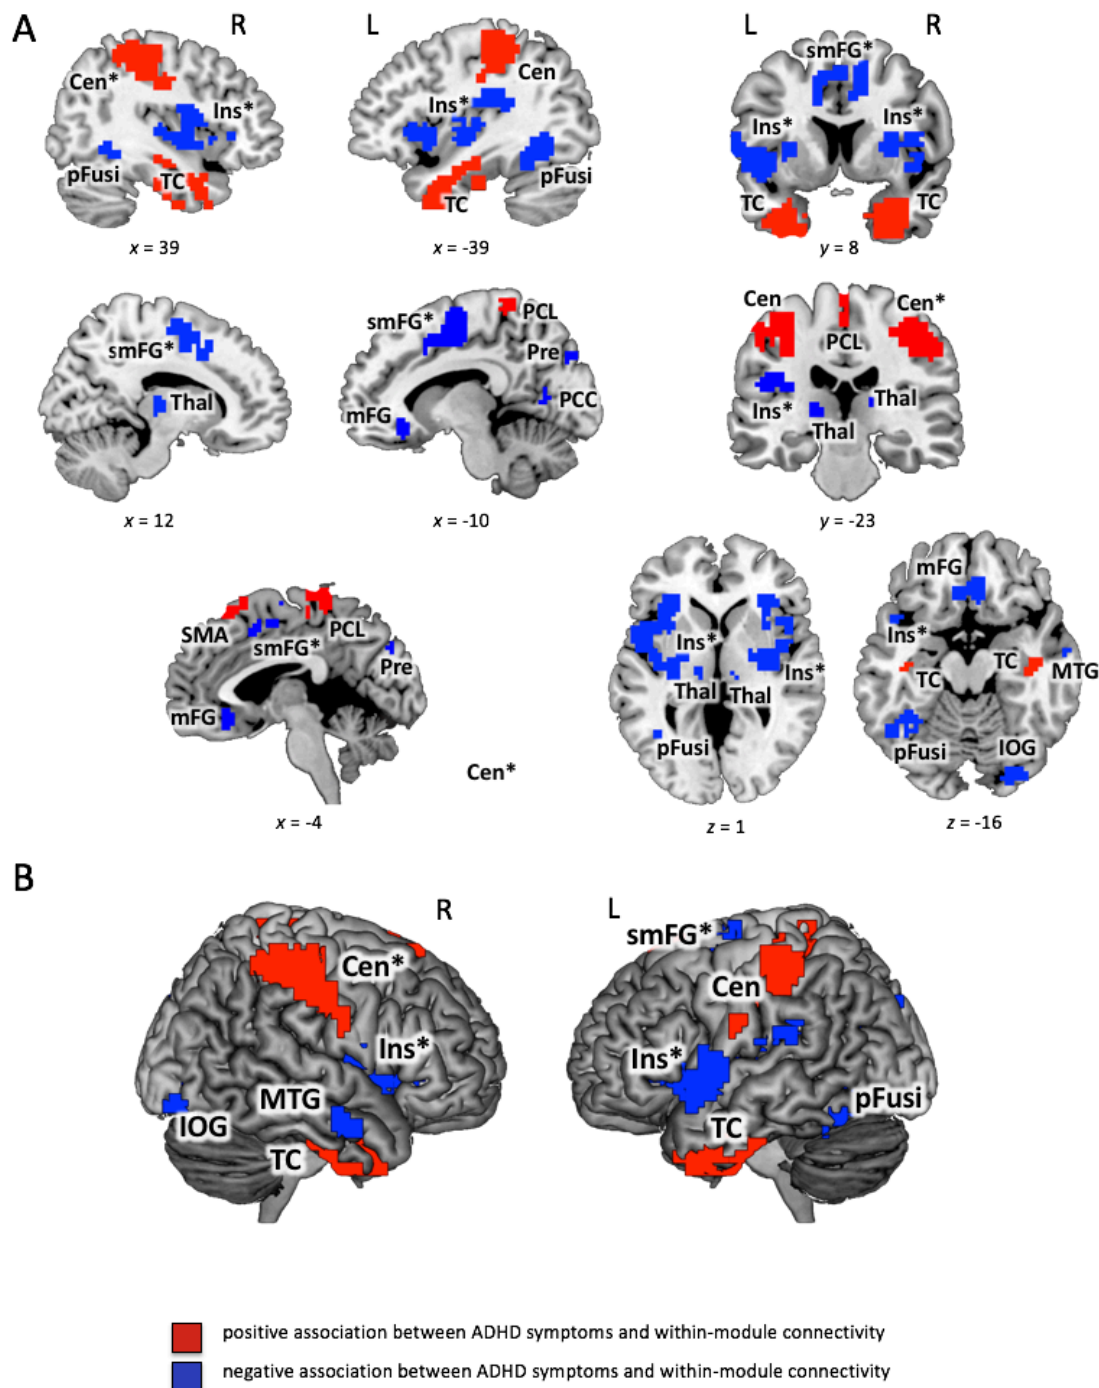 A
R
L
L
R
Cen*
Ins*
pFusi
TC
x = 39
Cen
Ins*
pFusi
TC
x = -39
smFG*
Ins*
Ins*
TC
TC
y = 8
smFG*
Thal
x = 12
smFG*
PCL
Pre
PCC
mFG
x = -10
Cen
Cen*
PCL
Ins*
Thal
Thal
y = -23
SMA
PCL
smFG*
Pre
mFG
x = -4
Cen*
Ins*
Ins*
Thal
Thal
pFusi
z = 1
mFG
Ins*
TC
TC
MTG
pFusi
IOG
z = -16
B
R
L
Cen*
Ins*
MTG
IOG
TC
smFG*
Cen
Ins*
pFusi
TC
positive association between ADHD symptoms and within-module connectivity
negative association between ADHD symptoms and within-module connectivity